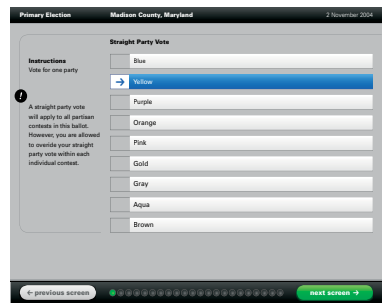 Primary Election Madison County, Maryland 2 November 2004
Straight Party Vote
Instructions
Vote for one party
!
A straight party vote
will apply to all partisan
contests in this ballot.
However, you are allowed
to overide your straight
party vote within each
individual contest.
Blue
→ Yellow
Purple
Orange
Pink
Gold
Gray
Aqua
Brown
← previous screen next screen →